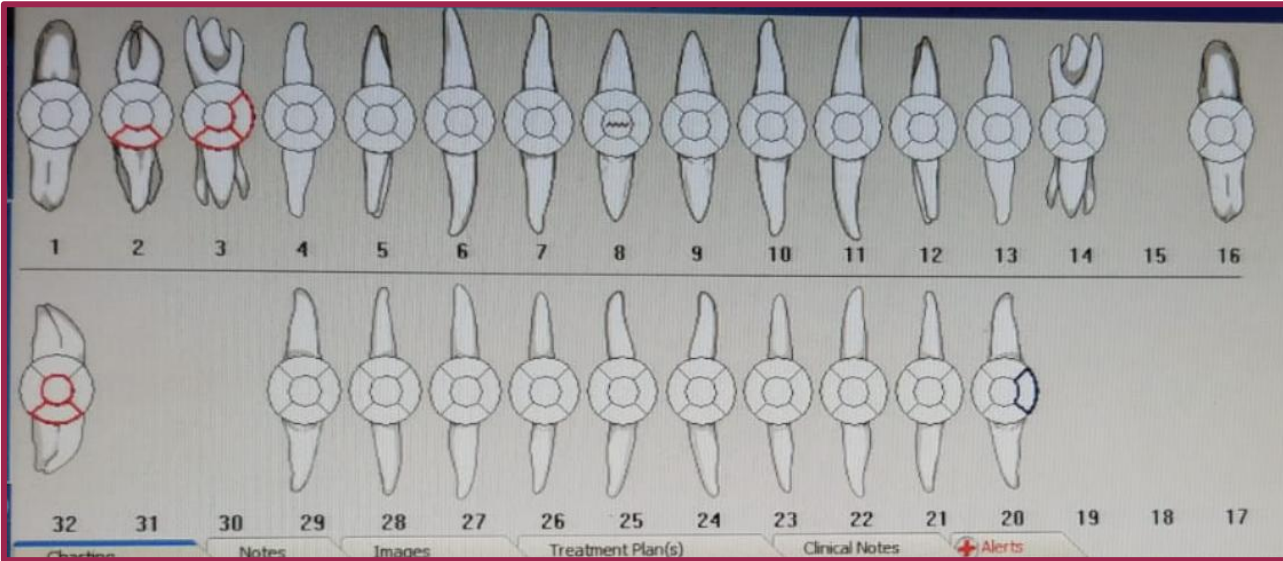 1 2 3 4 5 6 7 8 9 10 11 12 13 14 15 16
32 31 30 29 28 27 26 25 24 23 22 21 20 19 18 17
Charting Notes Images Treatment Plan(s) Clinical Notes Alerts